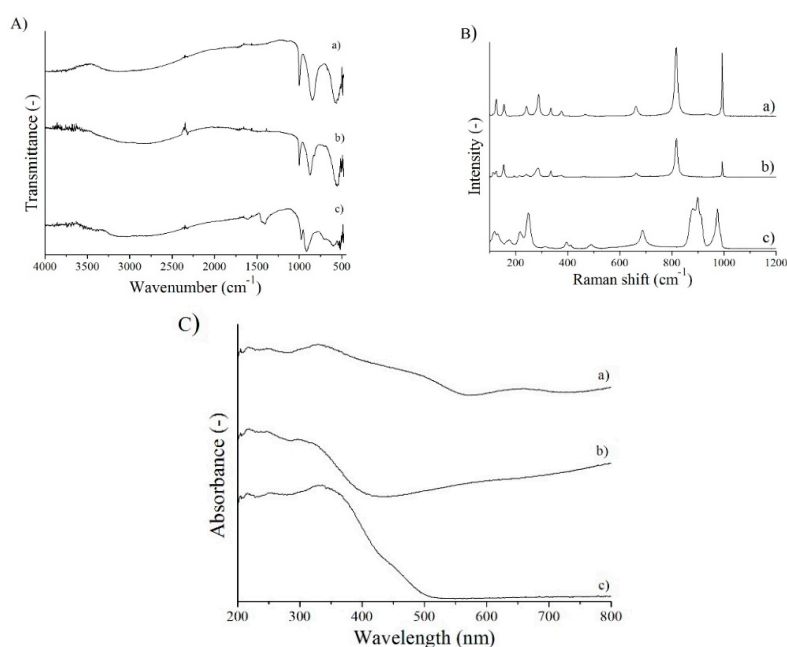 A)
a)
b)
c)
Transmittance (-)
4000 3500 3000 2500 2000 1500 1000 500
Wavenumber (cm⁻¹)
B)
a)
b)
c)
Intensity (-)
200 400 600 800 1000 1200
Raman shift (cm⁻¹)
C)
a)
b)
c)
Absorbance (-)
200 300 400 500 600 700 800
Wavelength (nm)